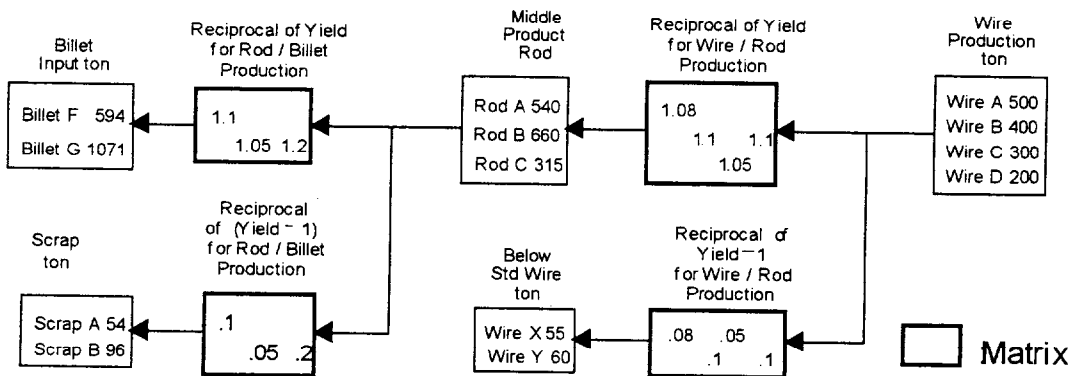 Billet
Input ton
Billet F 594
Billet G 1071
Reciprocal of Yield
for Rod / Billet
Production
1.1
1.05 1.2
Middle
Product
Rod
Rod A 540
Rod B 660
Rod C 315
Reciprocal of Yield
for Wire / Rod
Production
1.08
1.1 1.1
1.05
Wire
Production
ton
Wire A 500
Wire B 400
Wire C 300
Wire D 200
Scrap
ton
Scrap A 54
Scrap B 96
Reciprocal
of (Yield - 1)
for Rod / Billet
Production
.1
.05 .2
Below
Std Wire
ton
Wire X 55
Wire Y 60
Reciprocal of
Yield-1
for Wire / Rod
Production
.08 .05
.1 .1
Matrix